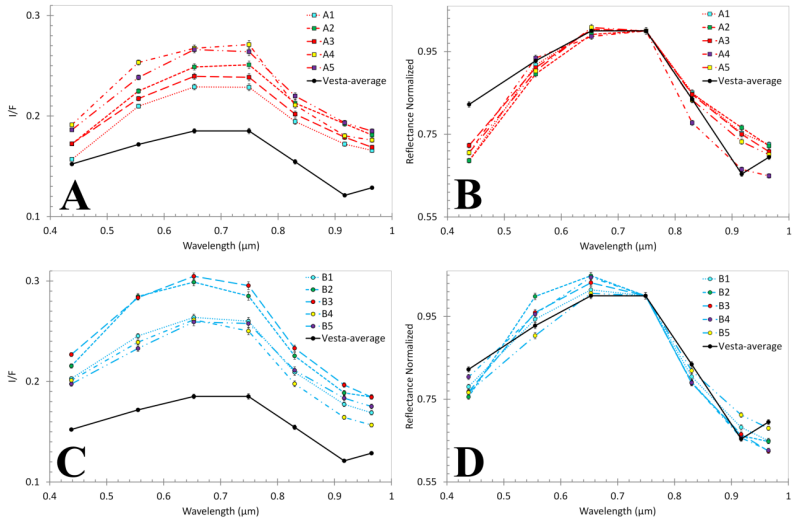 A
I/F
0.3
0.2
0.1
0.4 0.5 0.6 0.7 0.8 0.9 1
Wavelength (μm)
A1
A2
A3
A4
A5
Vesta-average
B
Reflectance Normalized
0.95
0.75
0.55
0.4 0.5 0.6 0.7 0.8 0.9 1
Wavelength (μm)
A1
A2
A3
A4
A5
Vesta-average
C
I/F
0.3
0.2
0.1
0.4 0.5 0.6 0.7 0.8 0.9 1
Wavelength (μm)
B1
B2
B3
B4
B5
Vesta-average
D
Reflectance Normalized
0.95
0.75
0.55
0.4 0.5 0.6 0.7 0.8 0.9 1
Wavelength (μm)
B1
B2
B3
B4
B5
Vesta-average